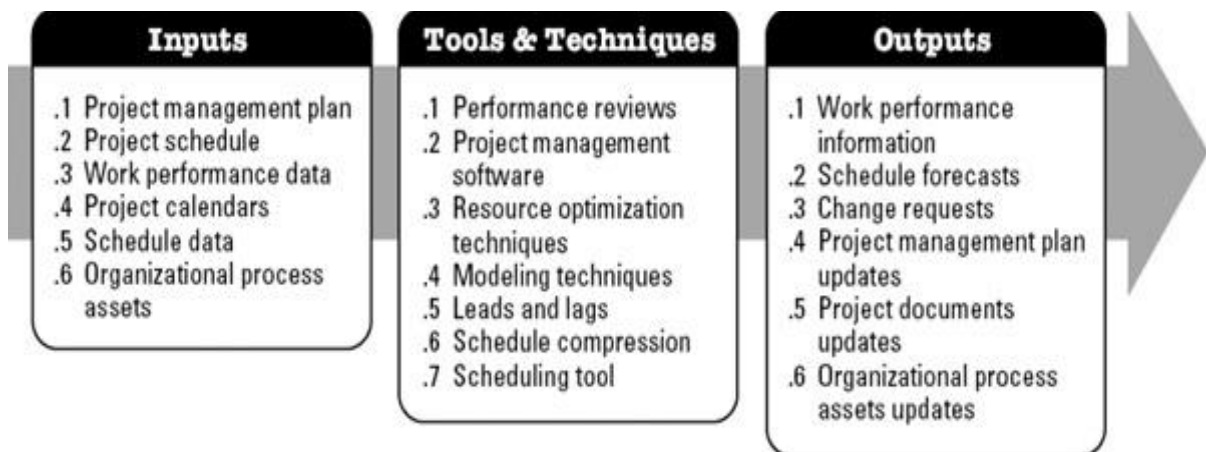 Inputs
.1 Project management plan
.2 Project schedule
.3 Work performance data
.4 Project calendars
.5 Schedule data
.6 Organizational process
assets
Tools & Techniques
.1 Performance reviews
.2 Project management
software
.3 Resource optimization
techniques
.4 Modeling techniques
.5 Leads and lags
.6 Schedule compression
.7 Scheduling tool
Outputs
.1 Work performance
information
.2 Schedule forecasts
.3 Change requests
.4 Project management plan
updates
.5 Project documents
updates
.6 Organizational process
assets updates